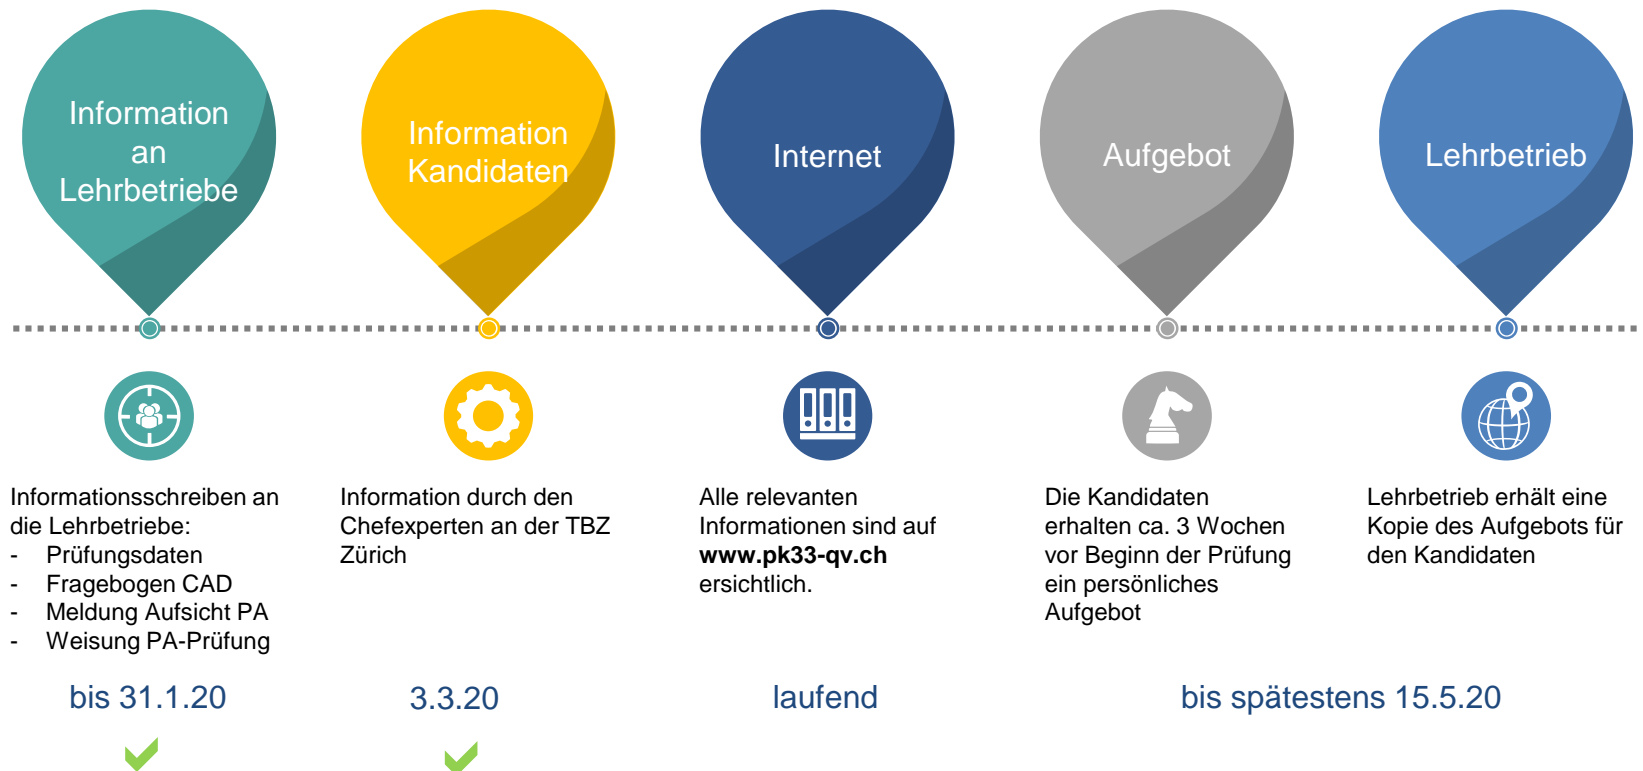 Information
an
Lehrbetriebe
Information
Kandidaten
Internet
Aufgebot
Lehrbetrieb
Informationsschreiben an
die Lehrbetriebe:
- Prüfungsdaten
- Fragebogen CAD
- Meldung Aufsicht PA
- Weisung PA-Prüfung
Information durch den
Chefexperten an der TBZ
Zürich
Alle relevanten
Informationen sind auf
www.pk33-qv.ch
ersichtlich.
Die Kandidaten
erhalten ca. 3 Wochen
vor Beginn der Prüfung
ein persönliches
Aufgebot
Lehrbetrieb erhält eine
Kopie des Aufgebots für
den Kandidaten
bis 31.1.20
3.3.20
laufend
bis spätestens 15.5.20